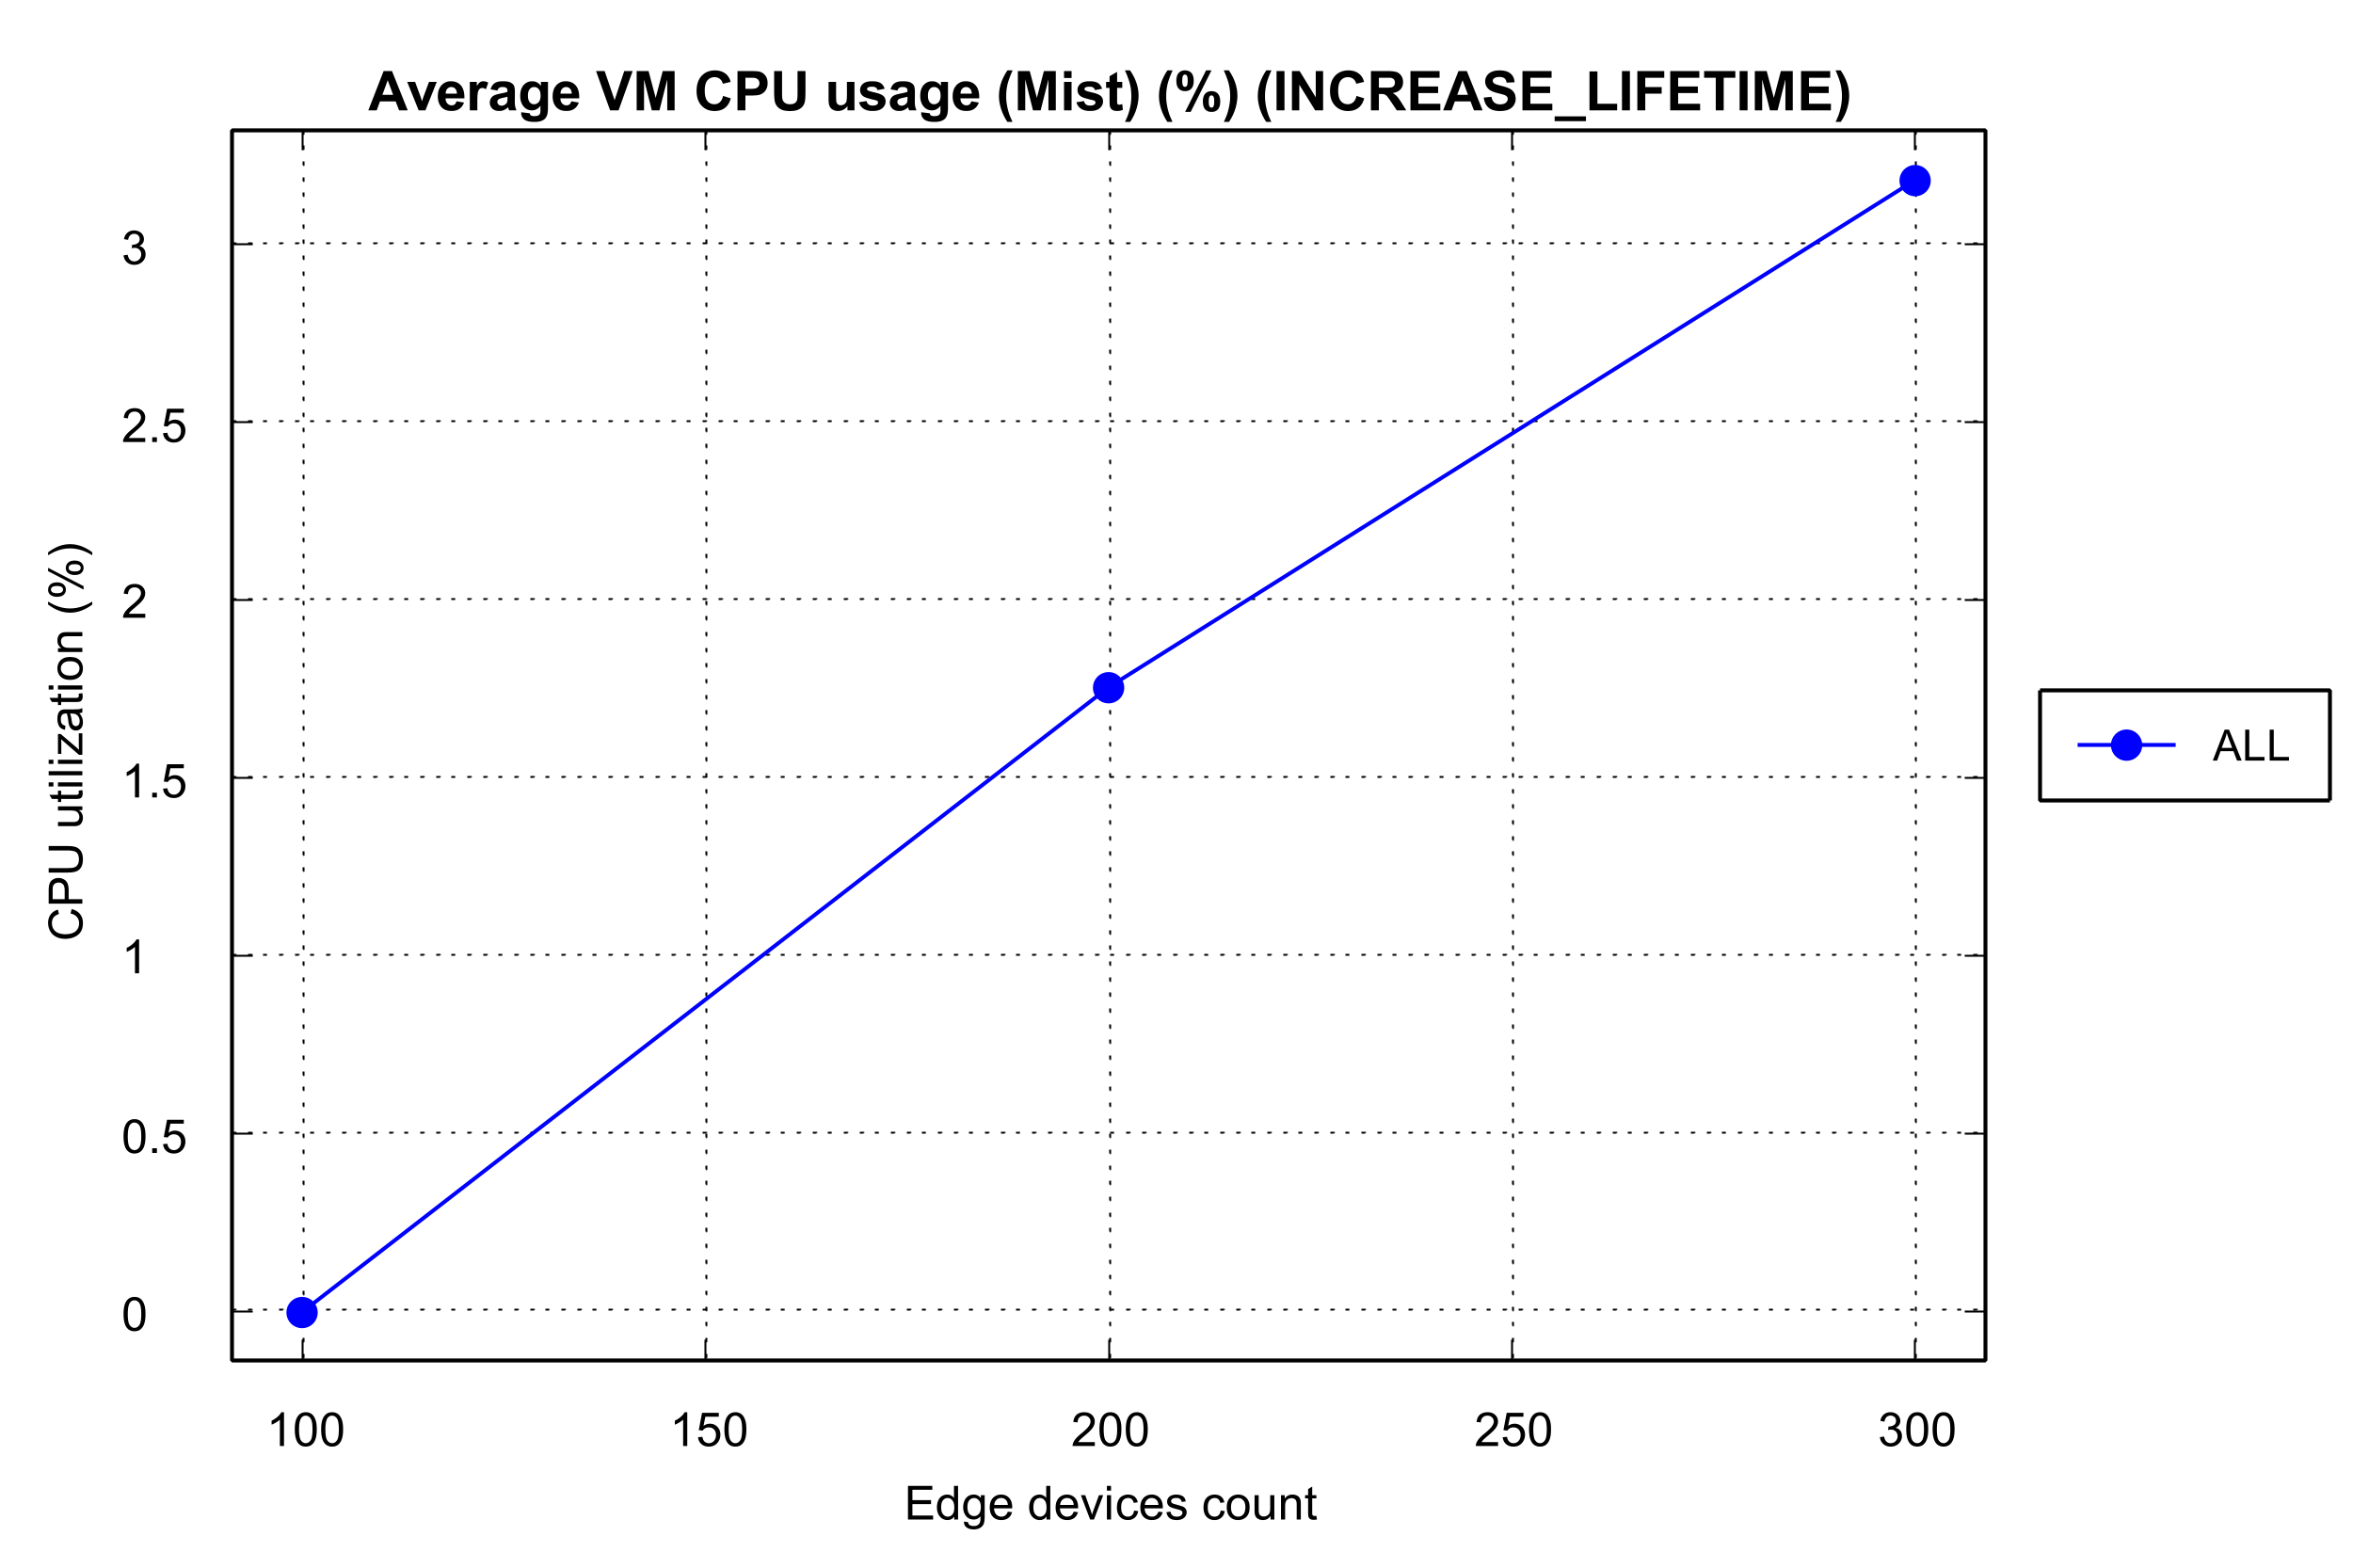 Average VM CPU usage (Mist) (%) (INCREASE_LIFETIME)
3
2.5
2
1.5
1
0.5
0
CPU utilization (%)
ALL
100 150 200 250 300
Edge devices count